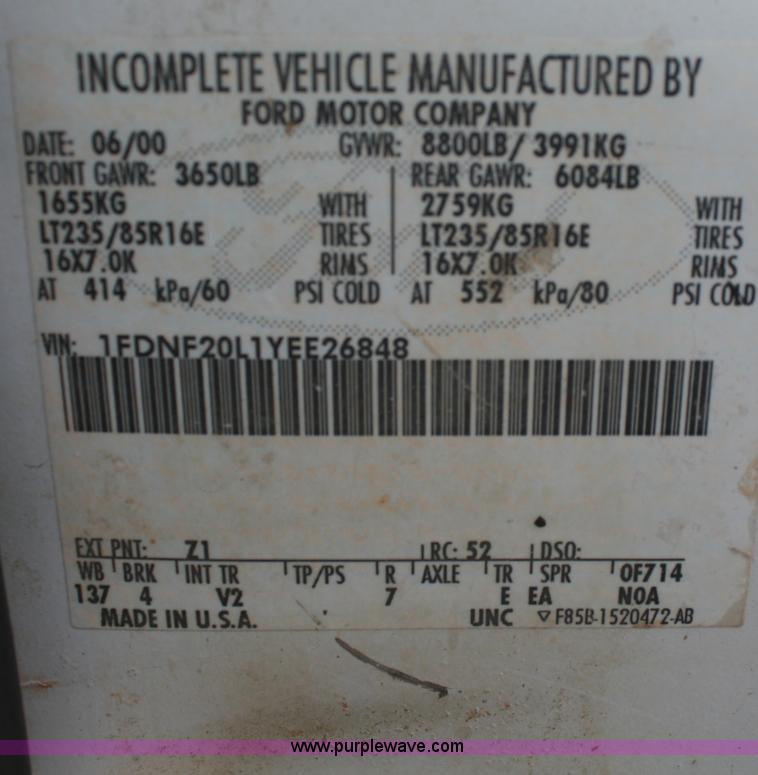 INCOMPLETE VEHICLE MANUFACTURED BY
FORD MOTOR COMPANY
DATE: 06/00 GVWR: 8800LB/ 3991KG
FRONT GAWR: 3650LB REAR GAWR: 6084LB
1655KG WITH 2759KG WITH
LT235/85R16E TIRES LT235/85R16E TIRES
16X7.0K RIMS 16X7.0K RIMS
AT 414 kPa/60 PSI COLD AT 552 kPa/80 PSI COLD
VIN: 1FDNF20L1YEE26848
EXT PNT: Z1 RC: 52 DSO:
WB BRK INT TR TP/PS R AXLE TR SPR 0F714
137 4 V2 7 E EA N0A
MADE IN U.S.A. UNC ▽ F85B-1520472-AB
www.purplewave.com